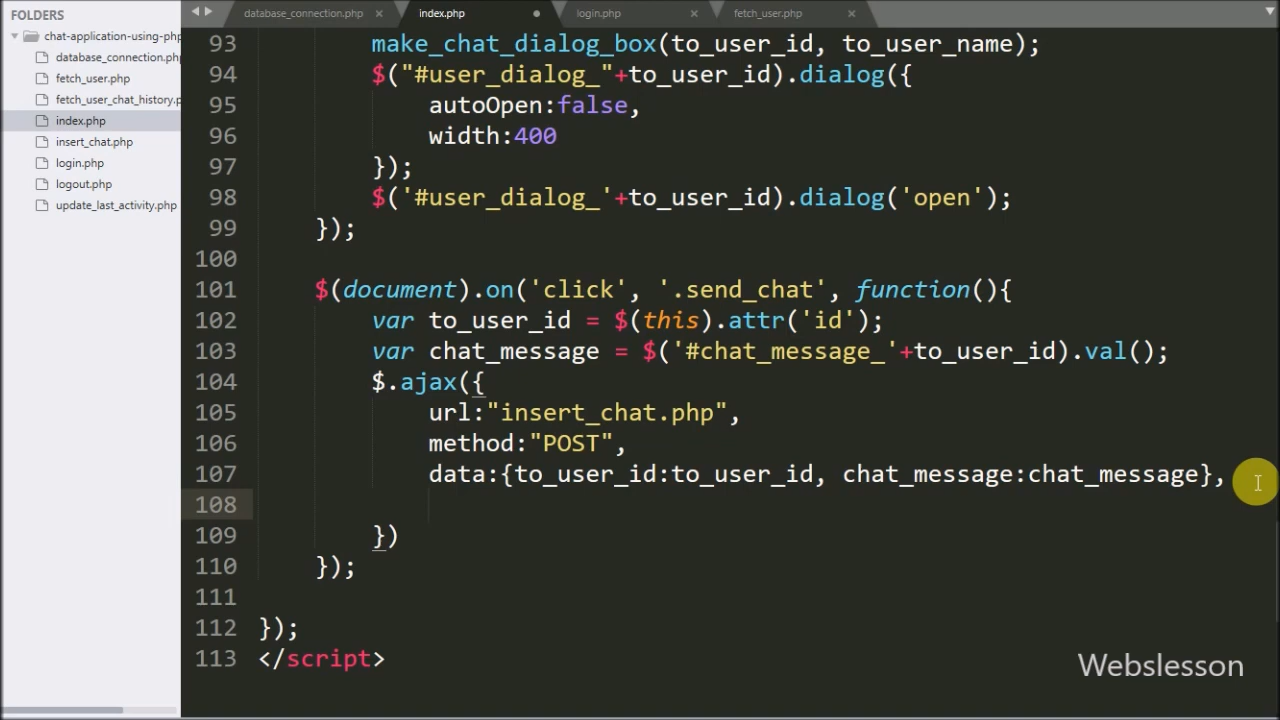 FOLDERS
chat-application-using-php
database_connection.php
fetch_user.php
fetch_user_chat_history.p
index.php
insert_chat.php
login.php
logout.php
update_last_activity.php
database_connection.php × index.php login.php × fetch_user.php ×
93 make_chat_dialog_box(to_user_id, to_user_name);
94 $("#user_dialog_"+to_user_id).dialog({
95 autoOpen:false,
96 width:400
97 });
98 $('#user_dialog_'+to_user_id).dialog('open');
99 });
100
101 $(document).on('click', '.send_chat', function(){
102 var to_user_id = $(this).attr('id');
103 var chat_message = $('#chat_message_'+to_user_id).val();
104 $.ajax({
105 url:"insert_chat.php",
106 method:"POST",
107 data:{to_user_id:to_user_id, chat_message:chat_message},
108
109 })
110 });
111
112 });
113 </script>
Webslesson